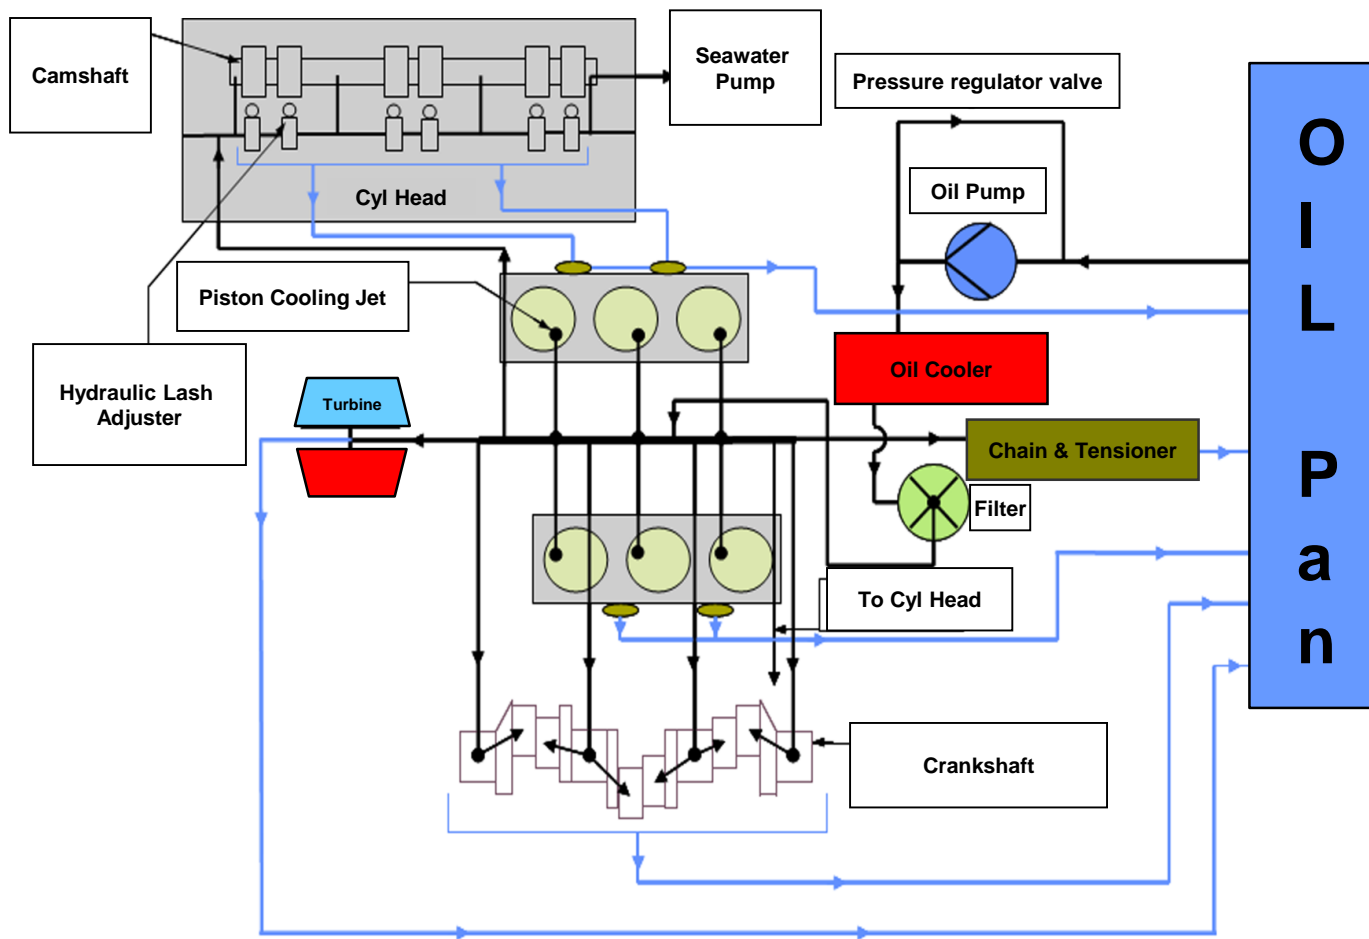 Camshaft
Seawater
Pump
Pressure regulator valve
Oil Pump
Cyl Head
Piston Cooling Jet
Hydraulic Lash
Adjuster
Turbine
Oil Cooler
Chain & Tensioner
Filter
To Cyl Head
Crankshaft
O
I
L
P
a
n